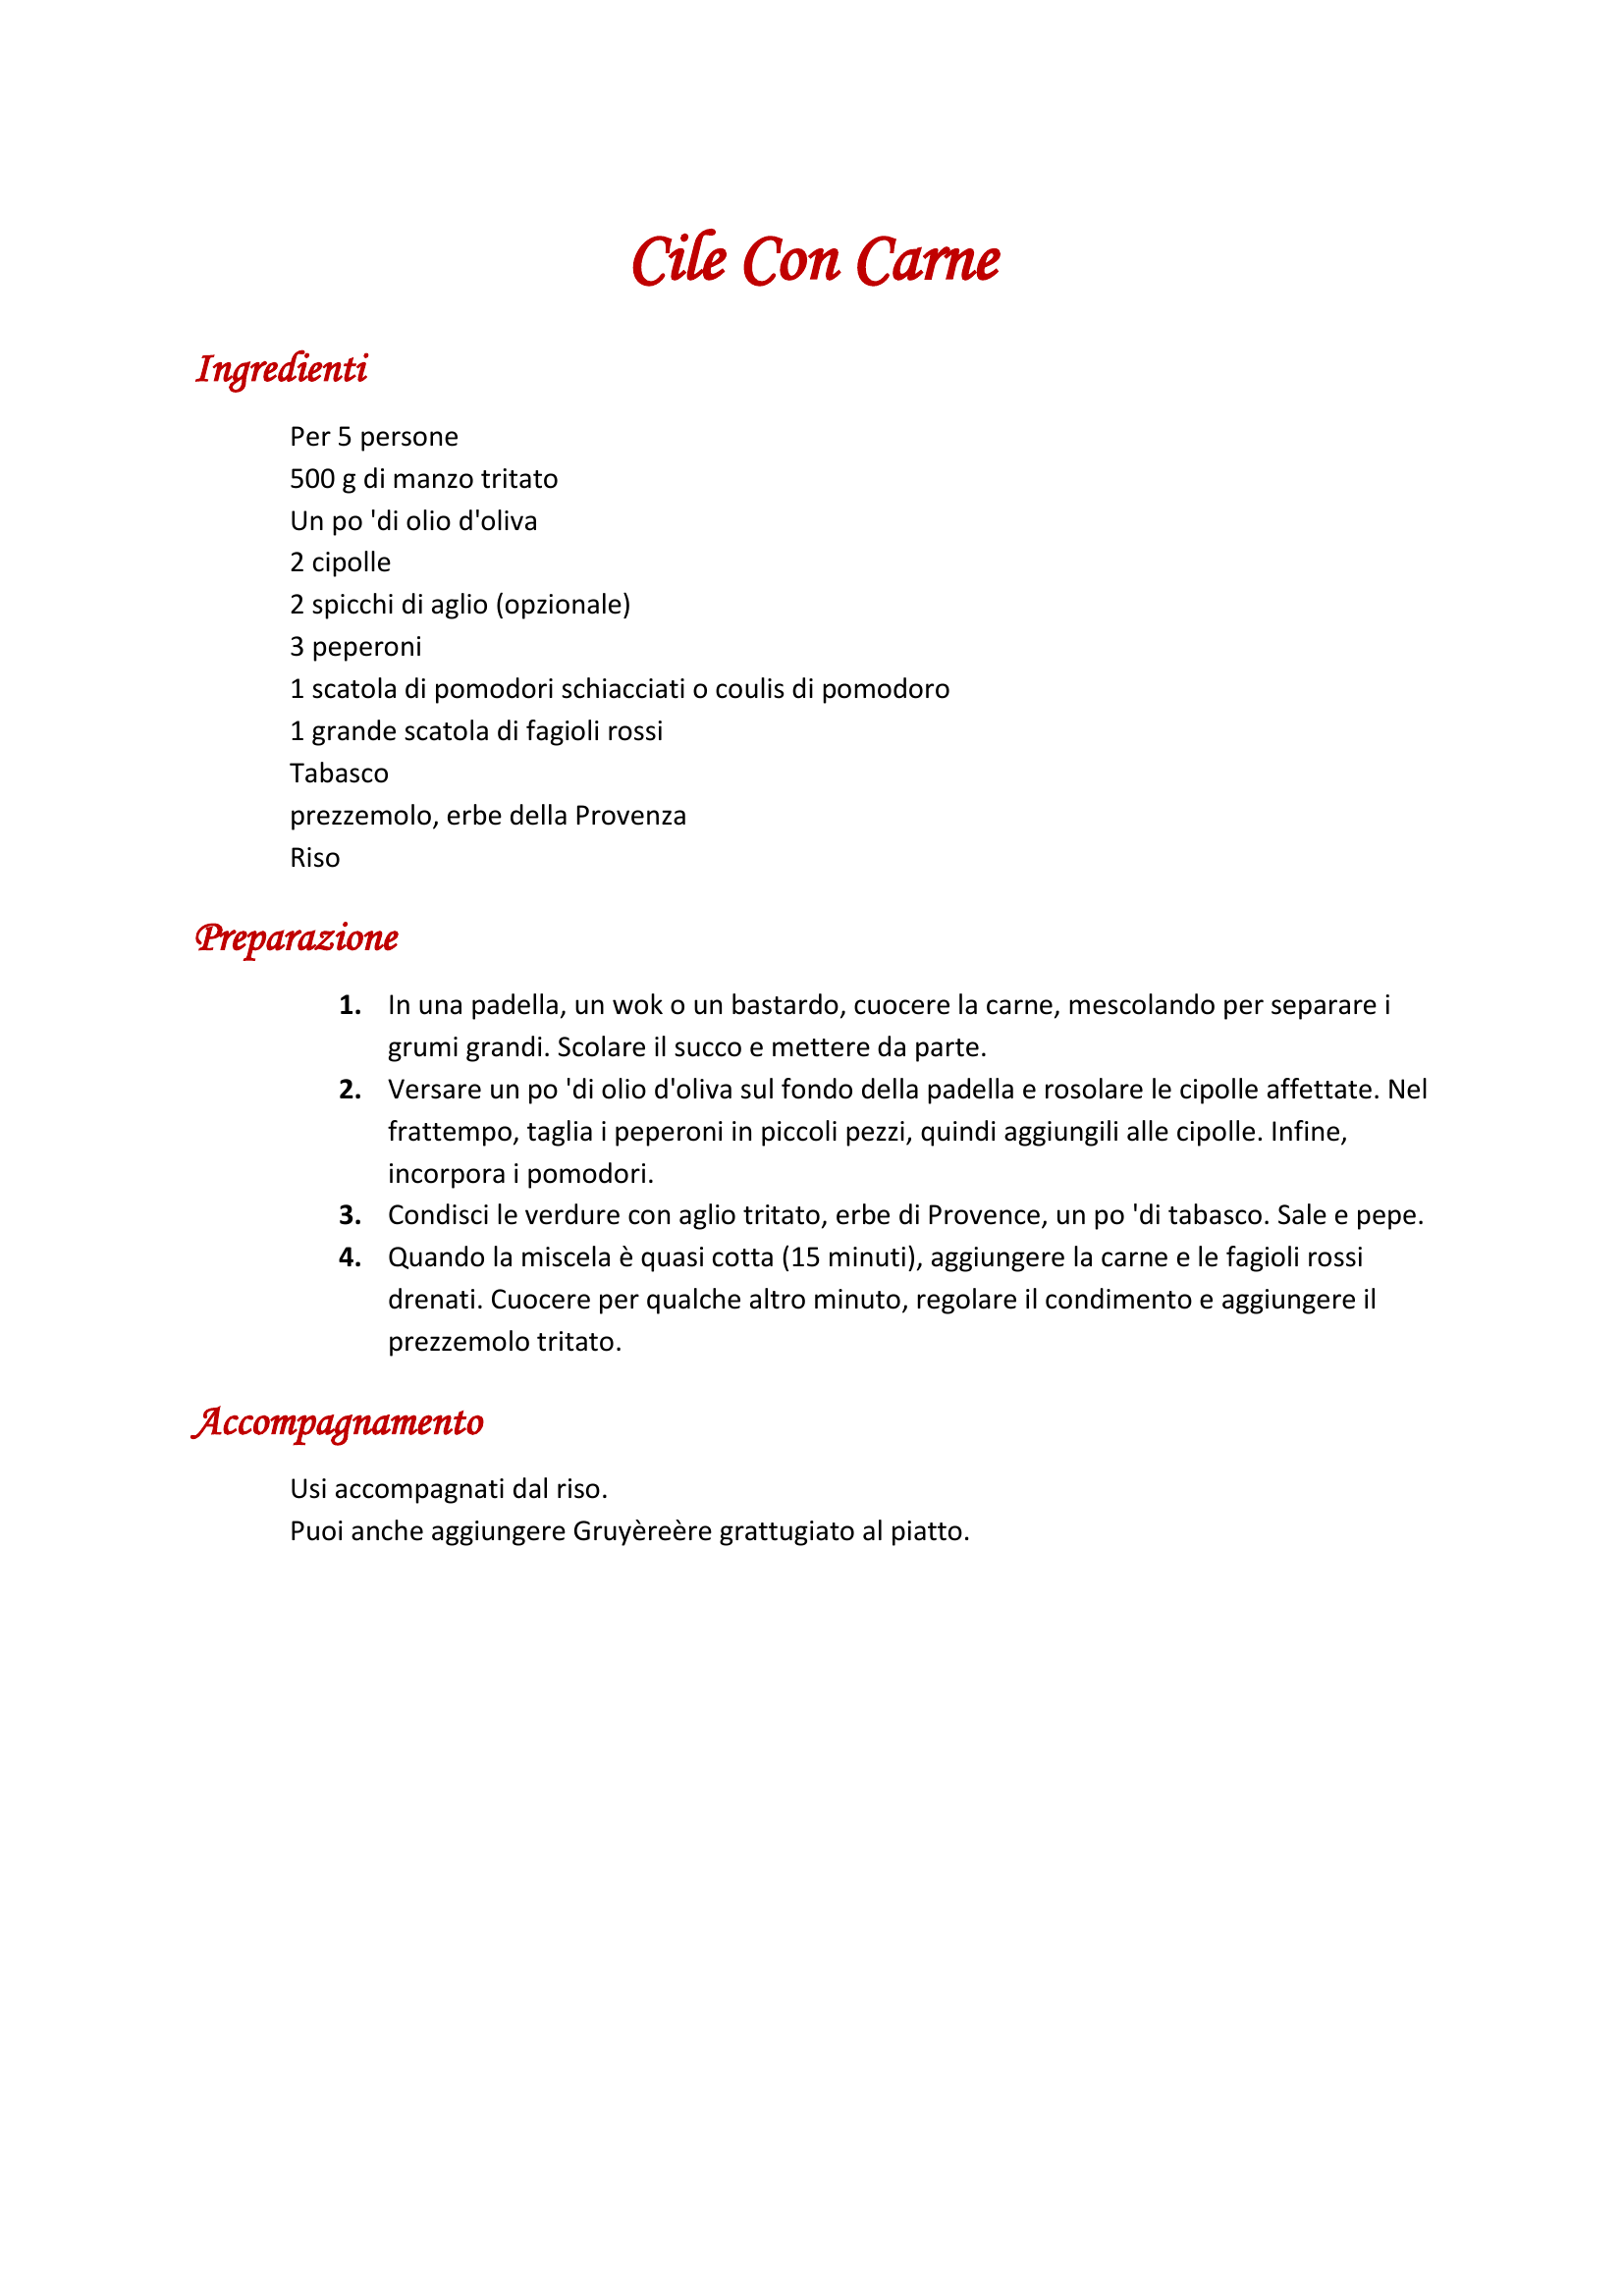 Cile Con Carne
Ingredienti
Per 5 persone
500 g di manzo tritato
Un po 'di olio d'oliva
2 cipolle
2 spicchi di aglio (opzionale)
3 peperoni
1 scatola di pomodori schiacciati o coulis di pomodoro
1 grande scatola di fagioli rossi
Tabasco
prezzemolo, erbe della Provenza
Riso
Preparazione
1. In una padella, un wok o un bastardo, cuocere la carne, mescolando per separare i
grumi grandi. Scolare il succo e mettere da parte.
2. Versare un po 'di olio d'oliva sul fondo della padella e rosolare le cipolle affettate. Nel
frattempo, taglia i peperoni in piccoli pezzi, quindi aggiungili alle cipolle. Infine,
incorpora i pomodori.
3. Condisci le verdure con aglio tritato, erbe di Provence, un po 'di tabasco. Sale e pepe.
4. Quando la miscela è quasi cotta (15 minuti), aggiungere la carne e le fagioli rossi
drenati. Cuocere per qualche altro minuto, regolare il condimento e aggiungere il
prezzemolo tritato.
Accompagnamento
Usi accompagnati dal riso.
Puoi anche aggiungere Gruyèreère grattugiato al piatto.